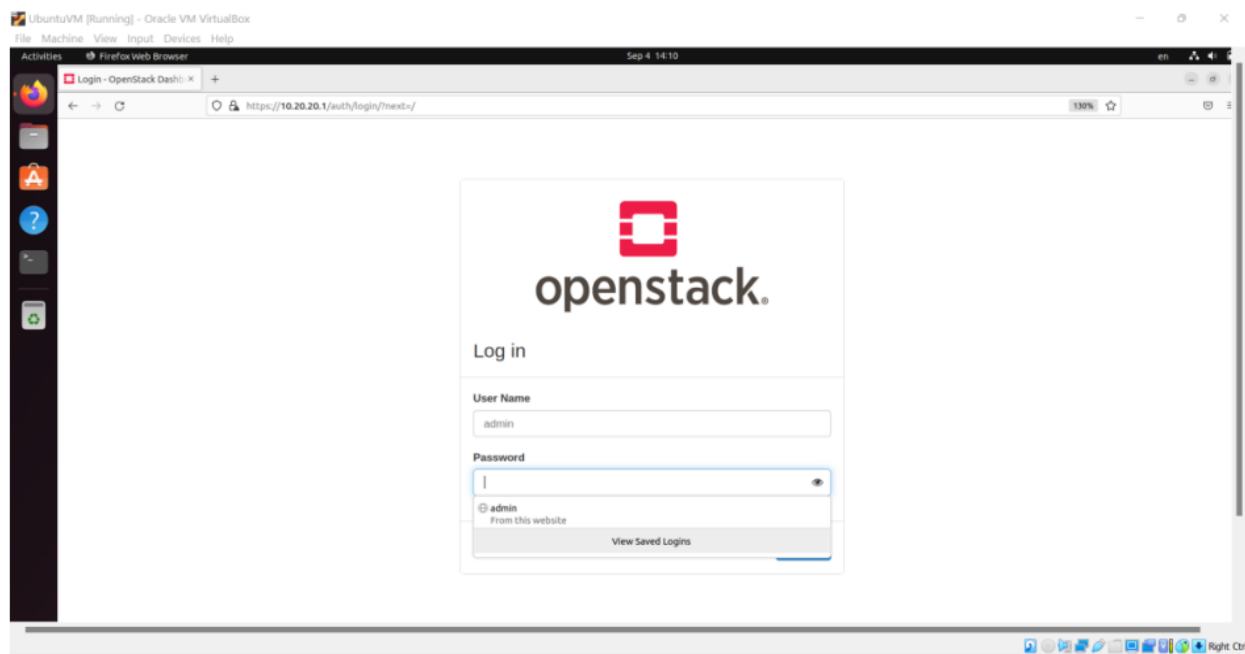 UbuntuVM [Running] - Oracle VM VirtualBox
File Machine View Input Devices Help
Activities Firefox Web Browser Sep 4 14:10 en
Login - OpenStack Dashb
https://10.20.20.1/auth/login/?next=/ 130%
openstack.
Log in
User Name
admin
Password
admin
From this website
View Saved Logins
Right Ctr